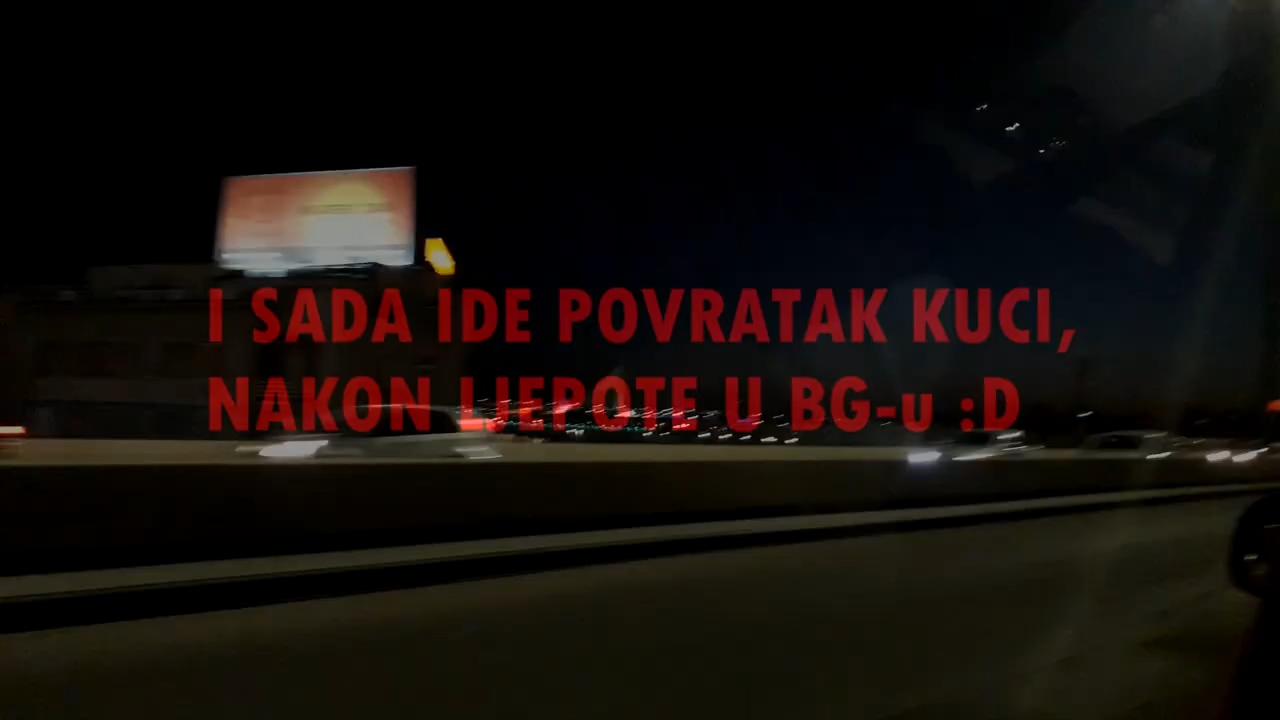 I SADA IDE POVRATAK KUCI,
NAKON LJEPOTE U BG-u :D